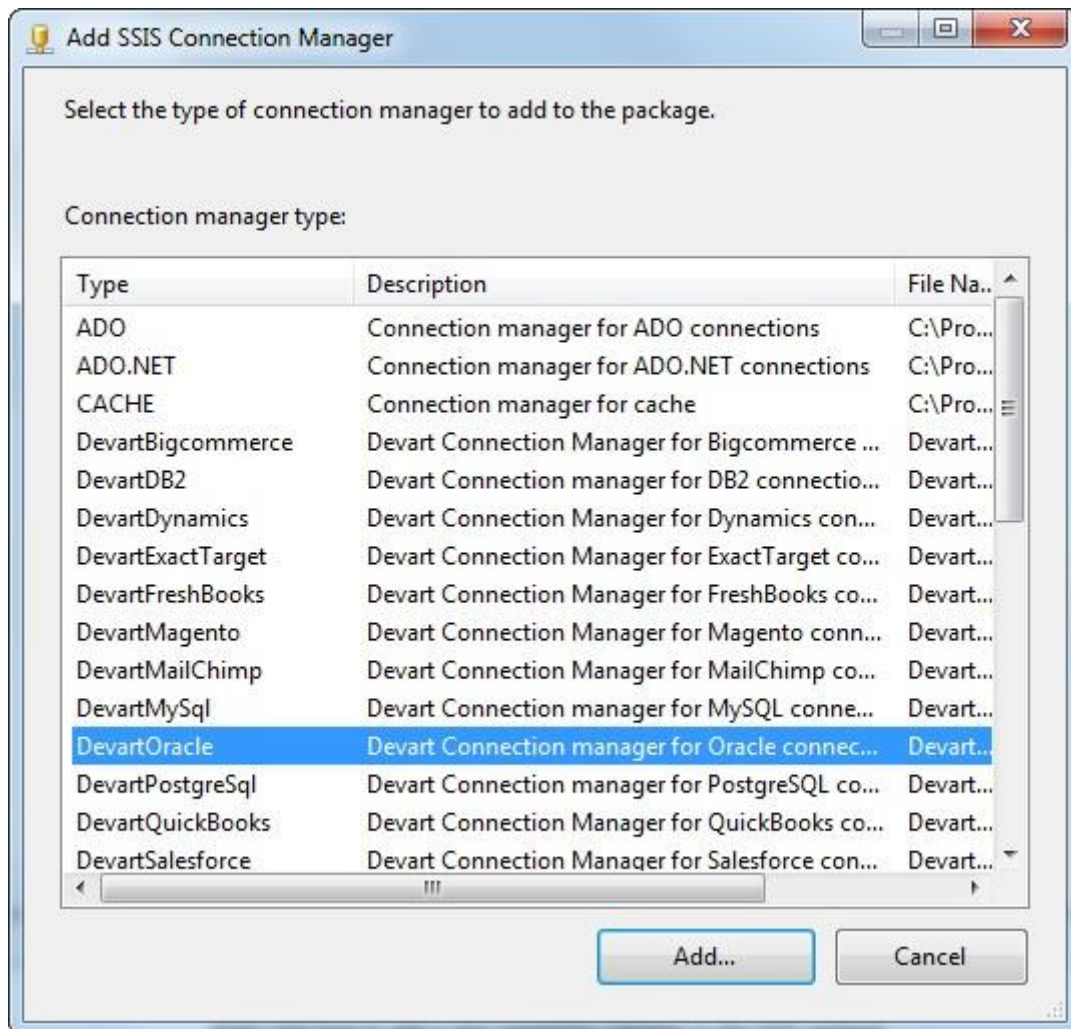 Add SSIS Connection Manager
Select the type of connection manager to add to the package.
Connection manager type:
Type Description File Na..
ADO Connection manager for ADO connections C:\Pro...
ADO.NET Connection manager for ADO.NET connections C:\Pro...
CACHE Connection manager for cache C:\Pro...
DevartBigcommerce Devart Connection Manager for Bigcommerce ... Devart...
DevartDB2 Devart Connection manager for DB2 connectio... Devart...
DevartDynamics Devart Connection Manager for Dynamics con... Devart...
DevartExactTarget Devart Connection Manager for ExactTarget co... Devart...
DevartFreshBooks Devart Connection Manager for FreshBooks co... Devart...
DevartMagento Devart Connection Manager for Magento conn... Devart...
DevartMailChimp Devart Connection Manager for MailChimp co... Devart...
DevartMySql Devart Connection manager for MySQL conne... Devart...
DevartOracle Devart Connection manager for Oracle connec... Devart...
DevartPostgreSql Devart Connection manager for PostgreSQL co... Devart...
DevartQuickBooks Devart Connection Manager for QuickBooks co... Devart...
DevartSalesforce Devart Connection Manager for Salesforce con... Devart...
Add... Cancel